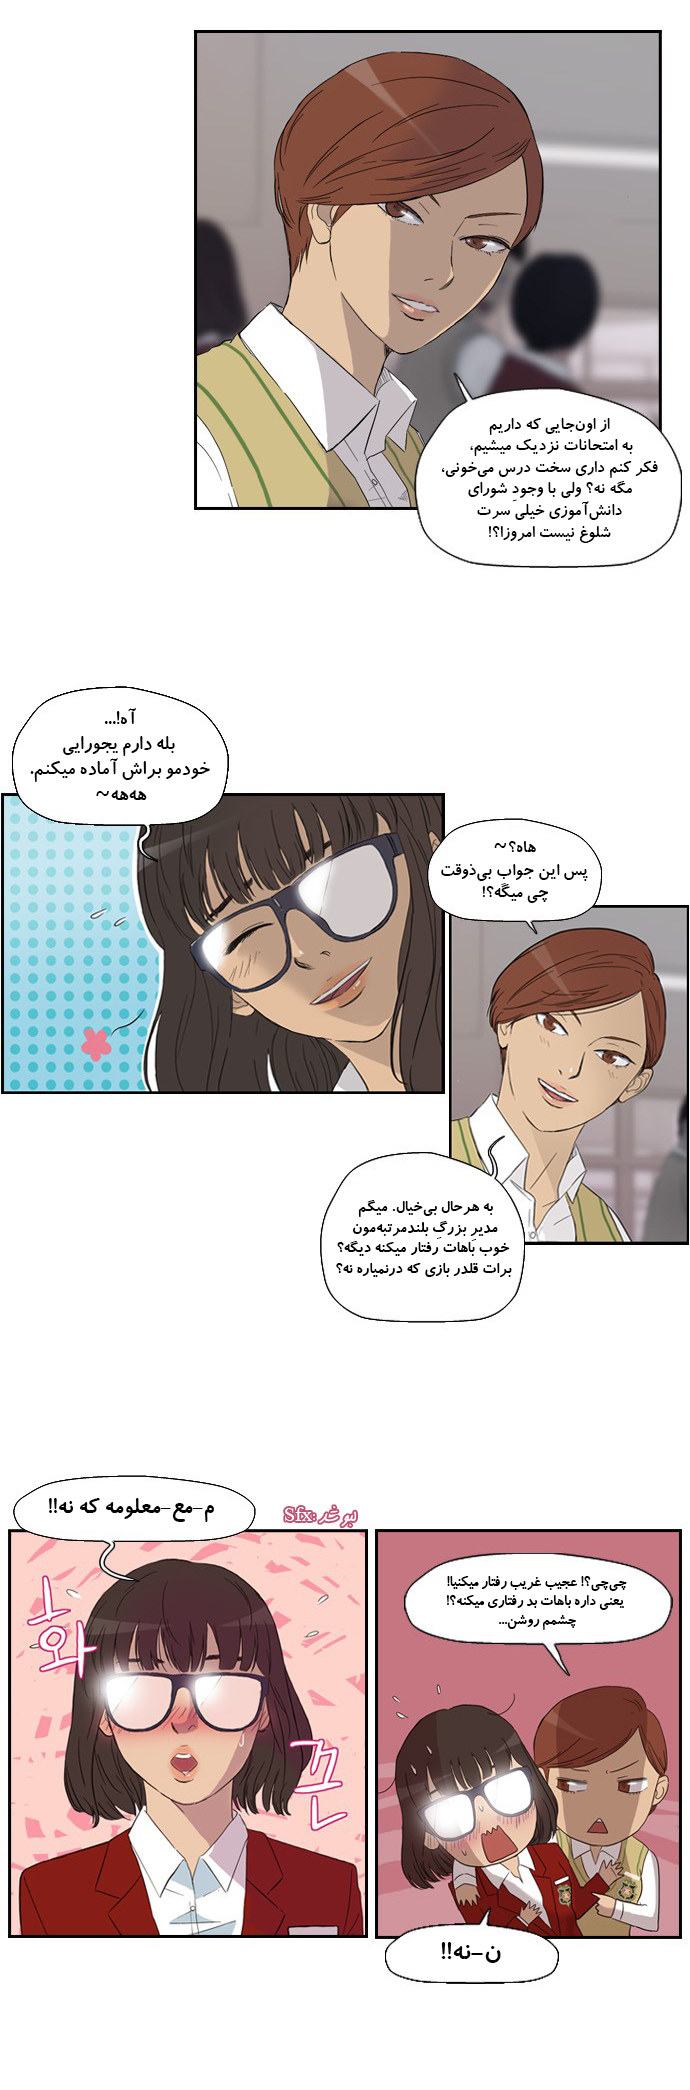 از اون‌جایی که داریم
به امتحانات نزدیک میشیم،
فکر کنم داری سخت درس می‌خونی،
مگه نه؟ ولی با وجودِ شورای
دانش‌آموزی خیلی سرت
شلوغ نیست امروزا؟!
آه!...
بله دارم یجورایی
خودمو براش آماده میکنم.
هه‌هه~
هاه؟~
پس این جواب بی‌ذوقت
چی میگه؟!
به هرحال بی‌خیال. میگم
مدیرِ بزرگِ بلندمرتبه‌مون
خوب باهات رفتار میکنه دیگه؟
برات قلدر بازی که درنمیاره نه؟
م-مع-معلومه که نه!!
Sfx: لبو شد
화
끈
چی‌چی؟! عجیب غریب رفتار میکنیا!
یعنی داره باهات بد رفتاری میکنه؟!
چشمم روشن...
ن-نه!!